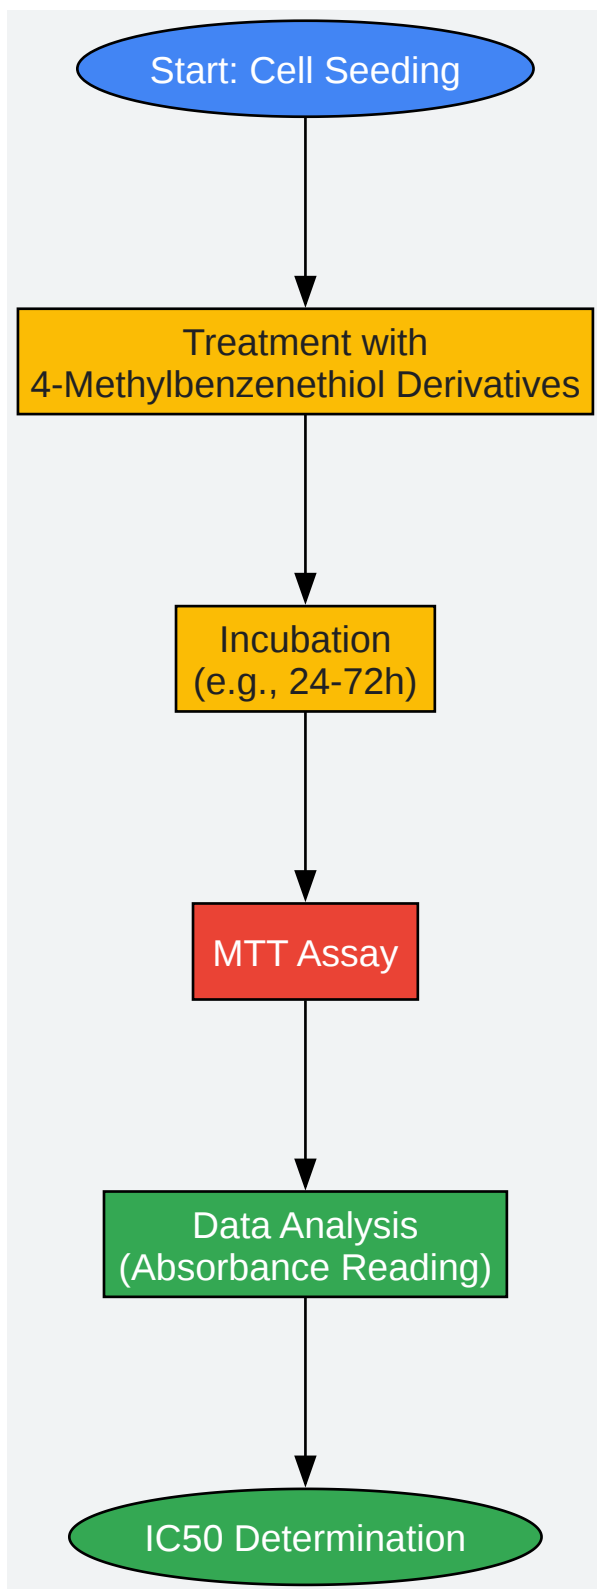 Start: Cell Seeding
Treatment with
4-Methylbenzenethiol Derivatives
Incubation
(e.g., 24-72h)
MTT Assay
Data Analysis
(Absorbance Reading)
IC50 Determination